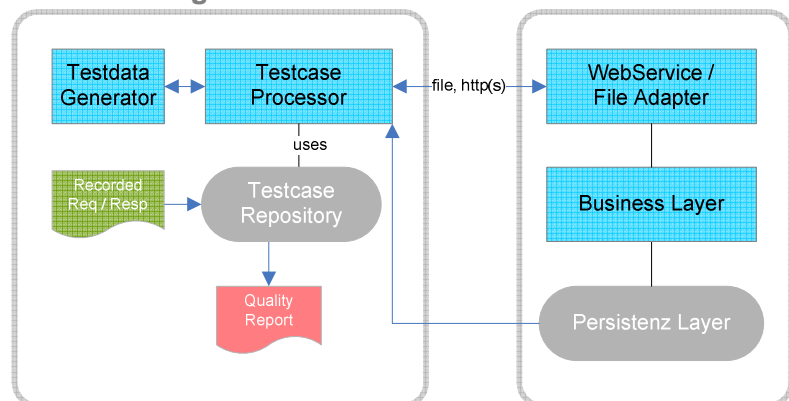 Testdata
Generator
Testcase
Processor
file, http(s)
WebService /
File Adapter
uses
Recorded
Req / Resp
Testcase
Repository
Business Layer
Quality
Report
Persistenz Layer